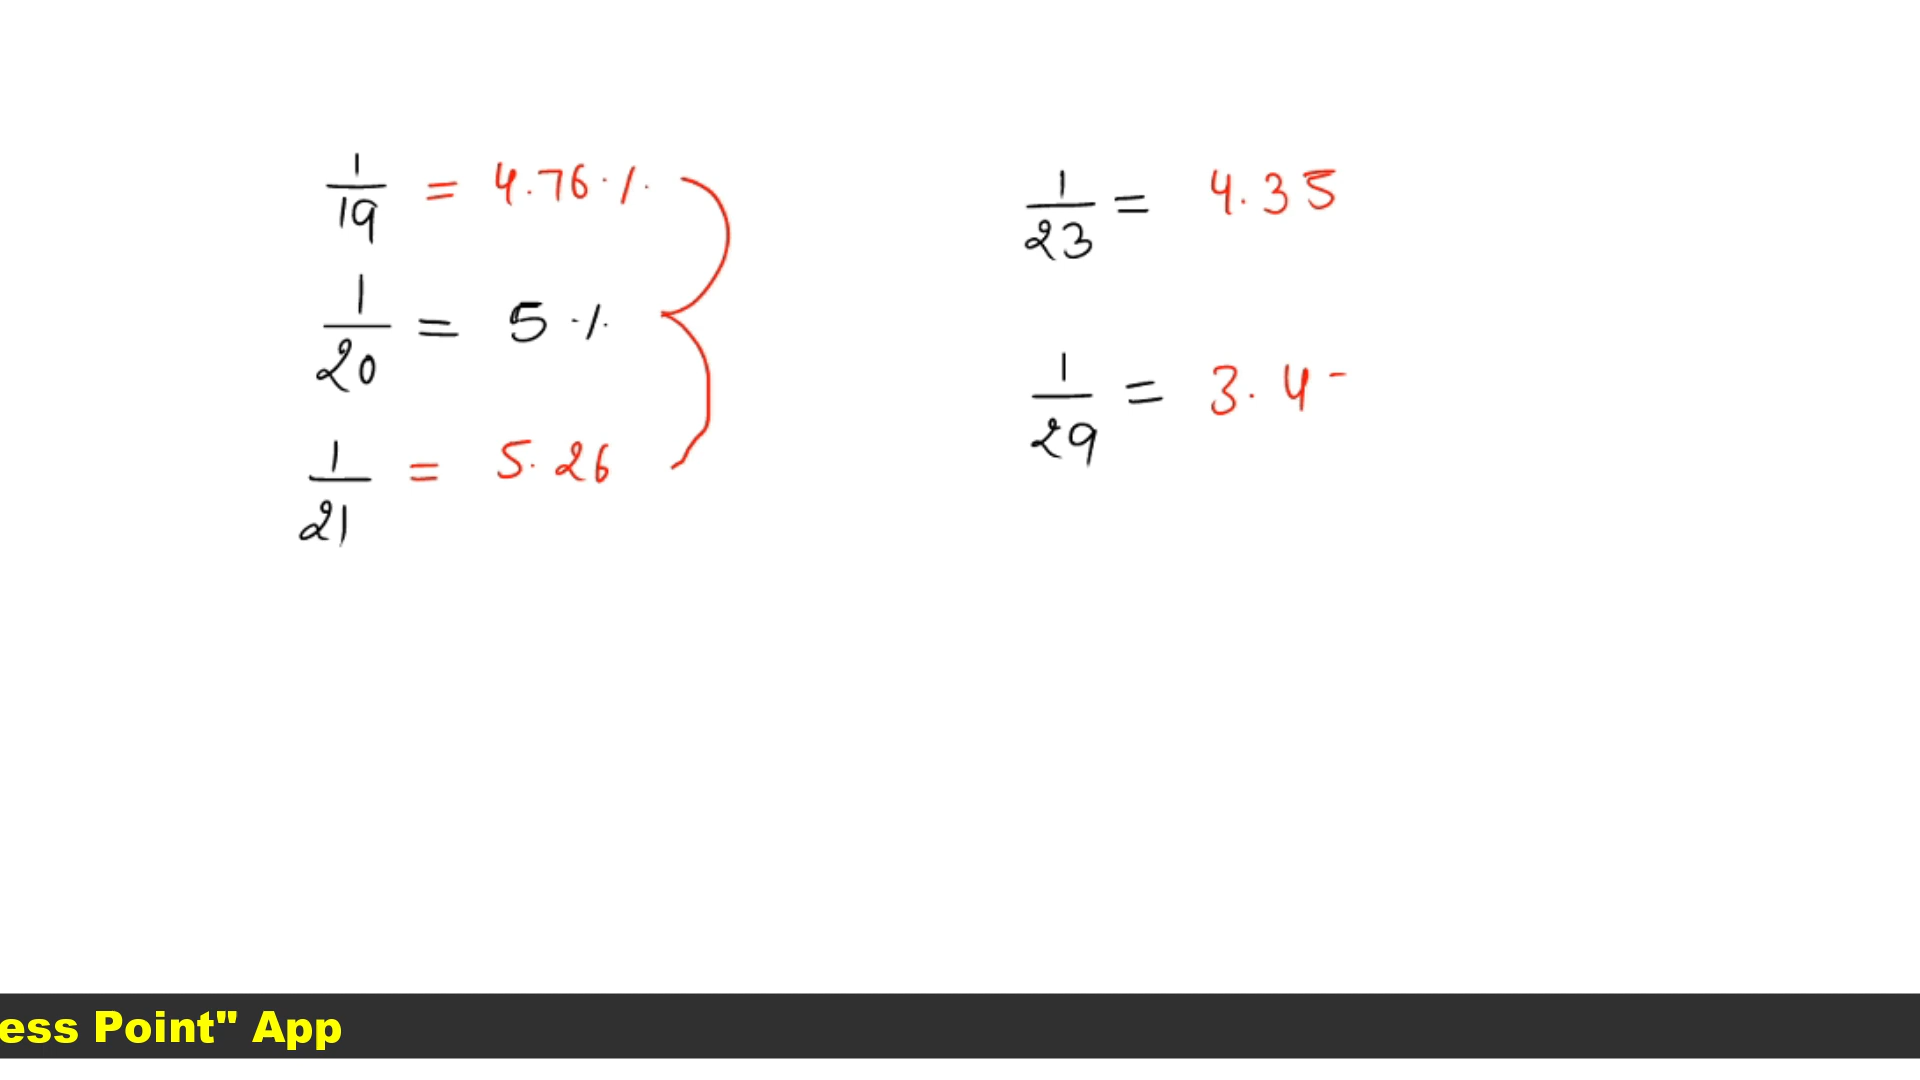 1/19 = 4.76%
1/20 = 5%
1/21 = 5.26
1/23 = 4.35
1/29 = 3.4
ess Point" App